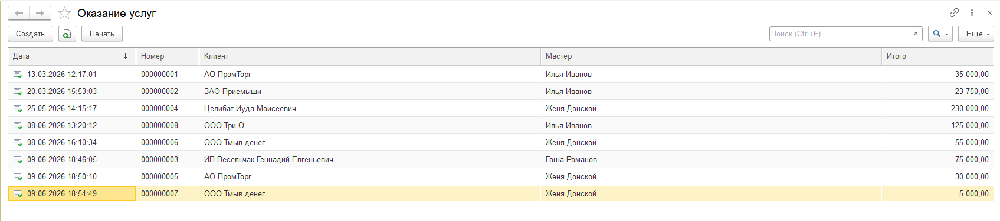 Оказание услуг
Создать Печать Поиск (Ctrl+F) × Еще
Дата ↓ Номер Клиент Мастер Итого
13.03.2026 12:17:01 000000001 АО ПромТорг Илья Иванов 35 000,00
20.03.2026 15:53:03 000000002 ЗАО Приемыши Илья Иванов 23 750,00
25.05.2026 14:15:17 000000004 Целибат Иуда Моисеевич Женя Донской 230 000,00
08.06.2026 13:20:12 000000008 ООО Три О Илья Иванов 125 000,00
08.06.2026 16:10:34 000000006 ООО Тмыв денег Женя Донской 55 000,00
09.06.2026 18:46:05 000000003 ИП Весельчак Геннадий Евгеньевич Гоша Романов 75 000,00
09.06.2026 18:50:10 000000005 АО ПромТорг Женя Донской 30 000,00
09.06.2026 18:54:49 000000007 ООО Тмыв денег Женя Донской 5 000,00